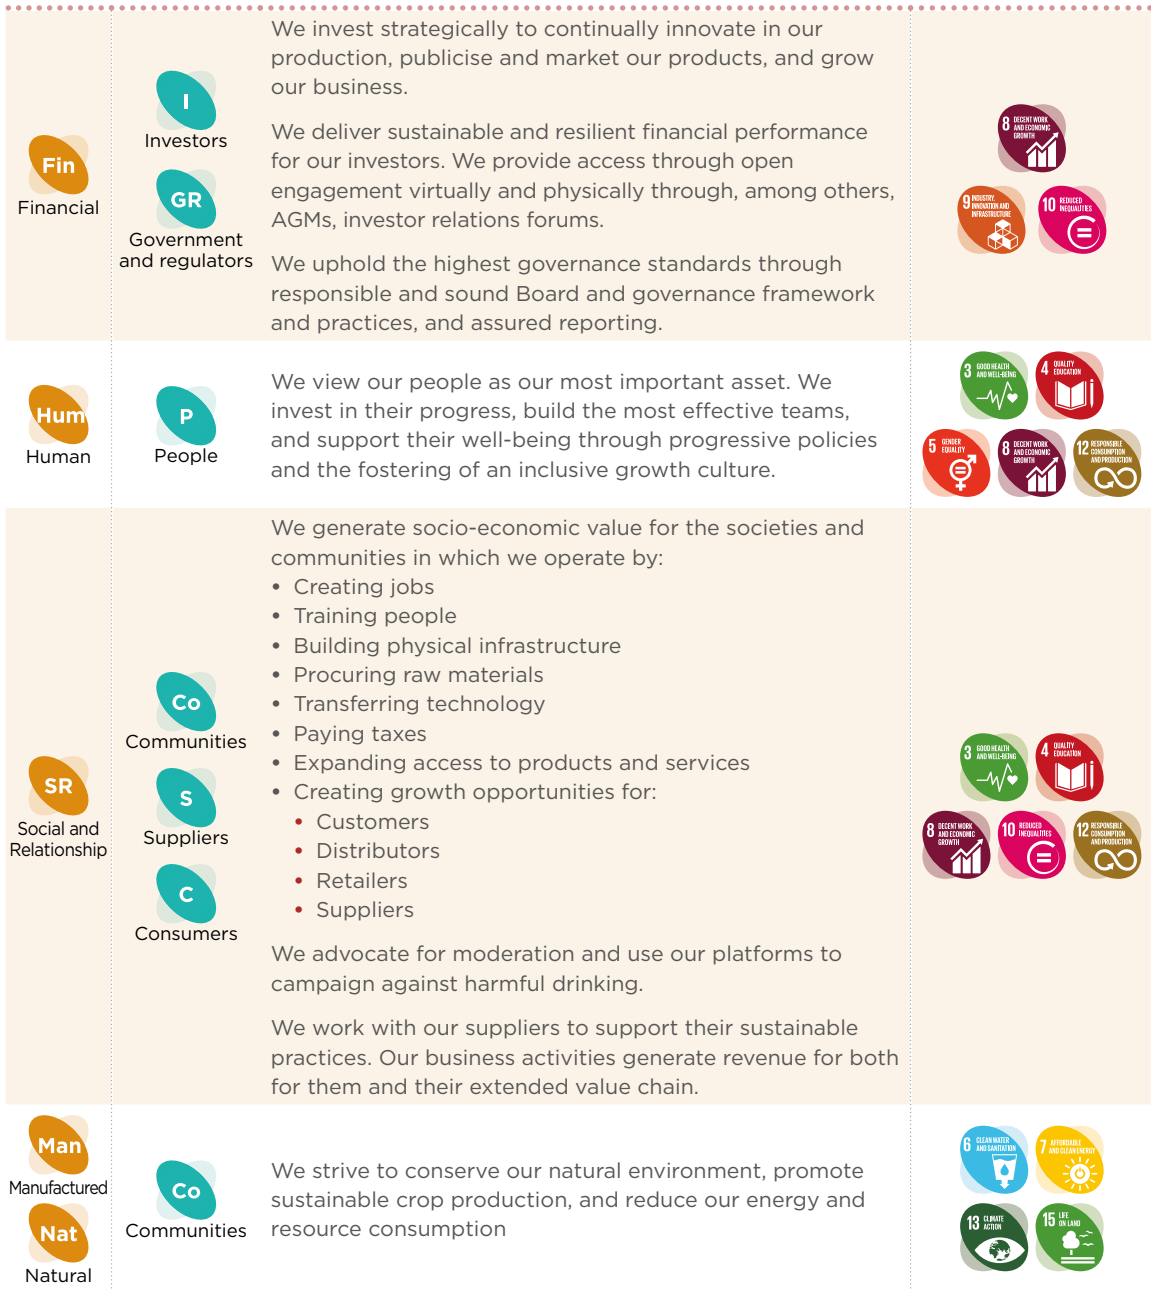 Fin
Financial
I
Investors
GR
Government
and regulators
We invest strategically to continually innovate in our
production, publicise and market our products, and grow
our business.
We deliver sustainable and resilient financial performance
for our investors. We provide access through open
engagement virtually and physically through, among others,
AGMs, investor relations forums.
We uphold the highest governance standards through
responsible and sound Board and governance framework
and practices, and assured reporting.
8 DECENT WORK
AND ECONOMIC
GROWTH
9 INDUSTRY,
INNOVATION AND
INFRASTRUCTURE
10 REDUCED
INEQUALITIES
Hum
Human
P
People
We view our people as our most important asset. We
invest in their progress, build the most effective teams,
and support their well-being through progressive policies
and the fostering of an inclusive growth culture.
3 GOOD HEALTH
AND WELL-BEING
4 QUALITY
EDUCATION
5 GENDER
EQUALITY
8 DECENT WORK
AND ECONOMIC
GROWTH
12 RESPONSIBLE
CONSUMPTION
AND PRODUCTION
SR
Social and
Relationship
Co
Communities
S
Suppliers
C
Consumers
We generate socio-economic value for the societies and
communities in which we operate by:
• Creating jobs
• Training people
• Building physical infrastructure
• Procuring raw materials
• Transferring technology
• Paying taxes
• Expanding access to products and services
• Creating growth opportunities for:
• Customers
• Distributors
• Retailers
• Suppliers
We advocate for moderation and use our platforms to
campaign against harmful drinking.
We work with our suppliers to support their sustainable
practices. Our business activities generate revenue for both
for them and their extended value chain.
3 GOOD HEALTH
AND WELL-BEING
4 QUALITY
EDUCATION
8 DECENT WORK
AND ECONOMIC
GROWTH
10 REDUCED
INEQUALITIES
12 RESPONSIBLE
CONSUMPTION
AND PRODUCTION
Man
Manufactured
Nat
Natural
Co
Communities
We strive to conserve our natural environment, promote
sustainable crop production, and reduce our energy and
resource consumption
6 CLEAN WATER
AND SANITATION
7 AFFORDABLE
AND CLEAN ENERGY
13 CLIMATE
ACTION
15 LIFE
ON LAND